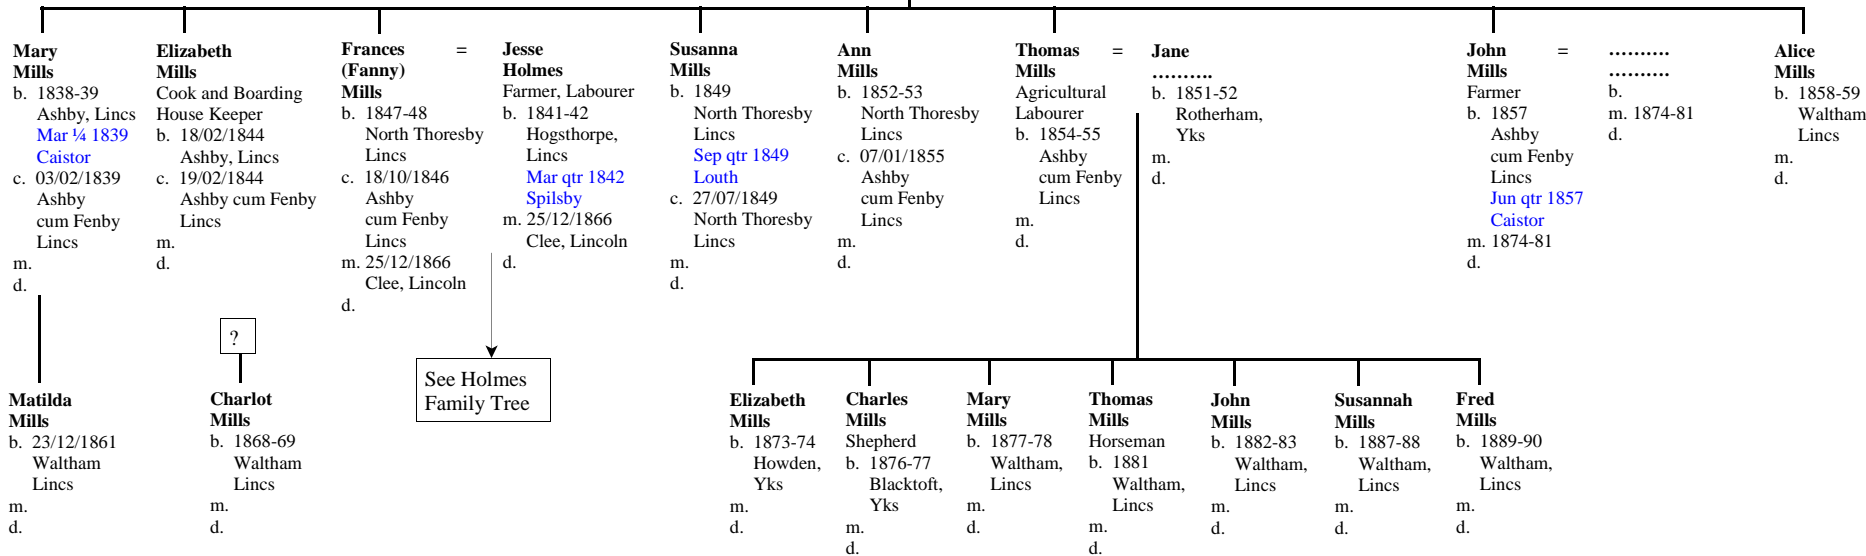 Mary
Mills
b. 1838-39
Ashby, Lincs
Mar ¼ 1839
Caistor
c. 03/02/1839
Ashby
cum Fenby
Lincs
m.
d.
Elizabeth
Mills
Cook and Boarding
House Keeper
b. 18/02/1844
Ashby, Lincs
c. 19/02/1844
Ashby cum Fenby
Lincs
m.
d.
Frances =
(Fanny)
Mills
b. 1847-48
North Thoresby
Lincs
c. 18/10/1846
Ashby
cum Fenby
Lincs
m. 25/12/1866
Clee, Lincoln
d.
Jesse
Holmes
Farmer, Labourer
b. 1841-42
Hogsthorpe,
Lincs
Mar qtr 1842
Spilsby
m. 25/12/1866
Clee, Lincoln
d.
Susanna
Mills
b. 1849
North Thoresby
Lincs
Sep qtr 1849
Louth
c. 27/07/1849
North Thoresby
Lincs
m.
d.
Ann
Mills
b. 1852-53
North Thoresby
Lincs
c. 07/01/1855
Ashby
cum Fenby
Lincs
m.
d.
Thomas =
Mills
Agricultural
Labourer
b. 1854-55
Ashby
cum Fenby
Lincs
m.
d.
Jane
..........
b. 1851-52
Rotherham,
Yks
m.
d.
John =
Mills
Farmer
b. 1857
Ashby
cum Fenby
Lincs
Jun qtr 1857
Caistor
m. 1874-81
d.
..........
..........
b.
m. 1874-81
d.
Alice
Mills
b. 1858-59
Waltham
Lincs
m.
d.
?
See Holmes
Family Tree
Matilda
Mills
b. 23/12/1861
Waltham
Lincs
m.
d.
Charlot
Mills
b. 1868-69
Waltham
Lincs
m.
d.
Elizabeth
Mills
b. 1873-74
Howden,
Yks
m.
d.
Charles
Mills
Shepherd
b. 1876-77
Blacktoft,
Yks
m.
d.
Mary
Mills
b. 1877-78
Waltham,
Lincs
m.
d.
Thomas
Mills
Horseman
b. 1881
Waltham,
Lincs
m.
d.
John
Mills
b. 1882-83
Waltham,
Lincs
m.
d.
Susannah
Mills
b. 1887-88
Waltham,
Lincs
m.
d.
Fred
Mills
b. 1889-90
Waltham,
Lincs
m.
d.